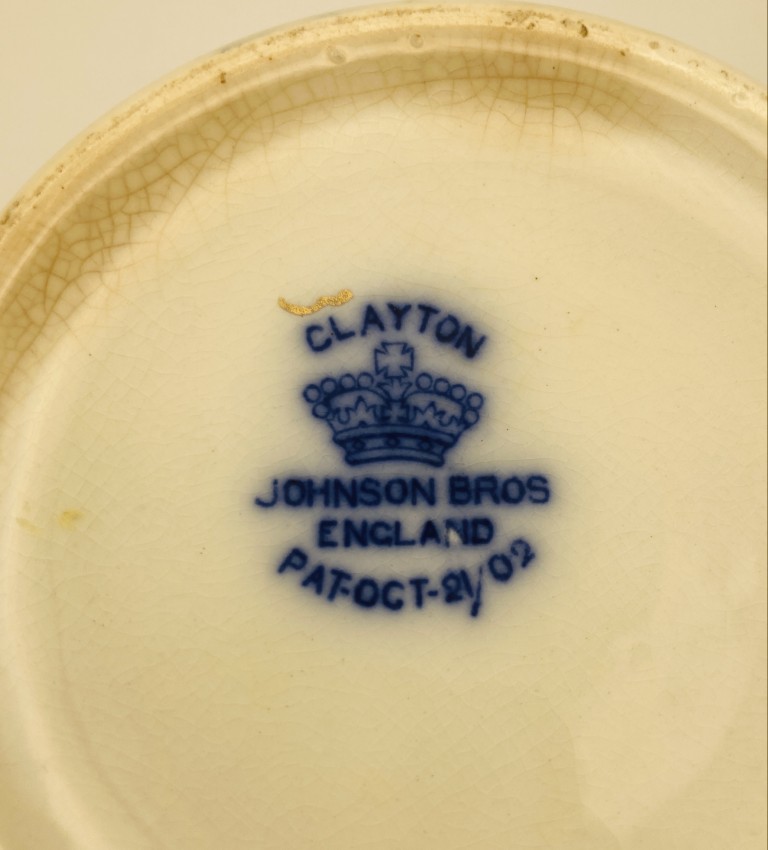 CLAYTON
JOHNSON BROS
ENGLAND
PAT-OCT-21/02